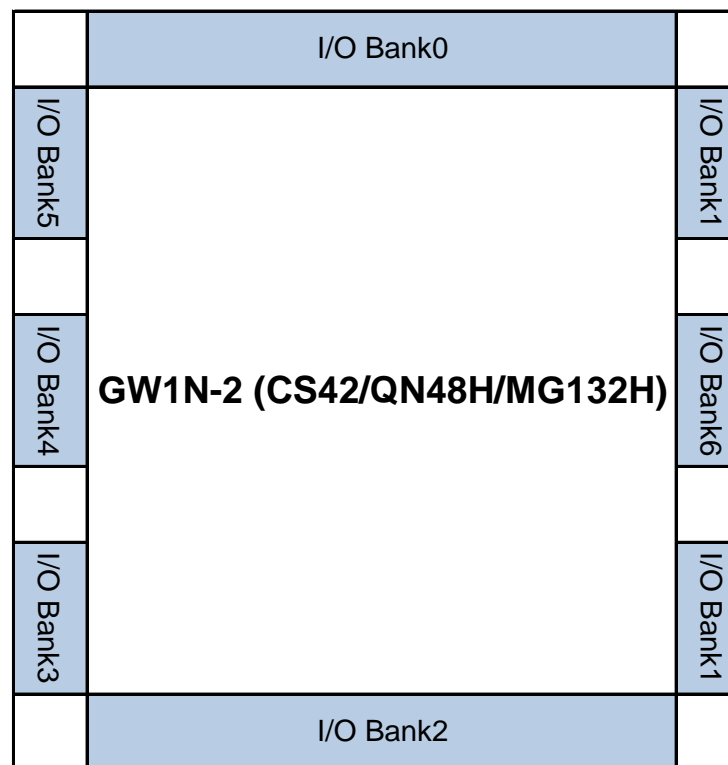 I/O Bank0
I/O Bank5
I/O Bank1
I/O Bank4
GW1N-2 (CS42/QN48H/MG132H)
I/O Bank6
I/O Bank3
I/O Bank1
I/O Bank2